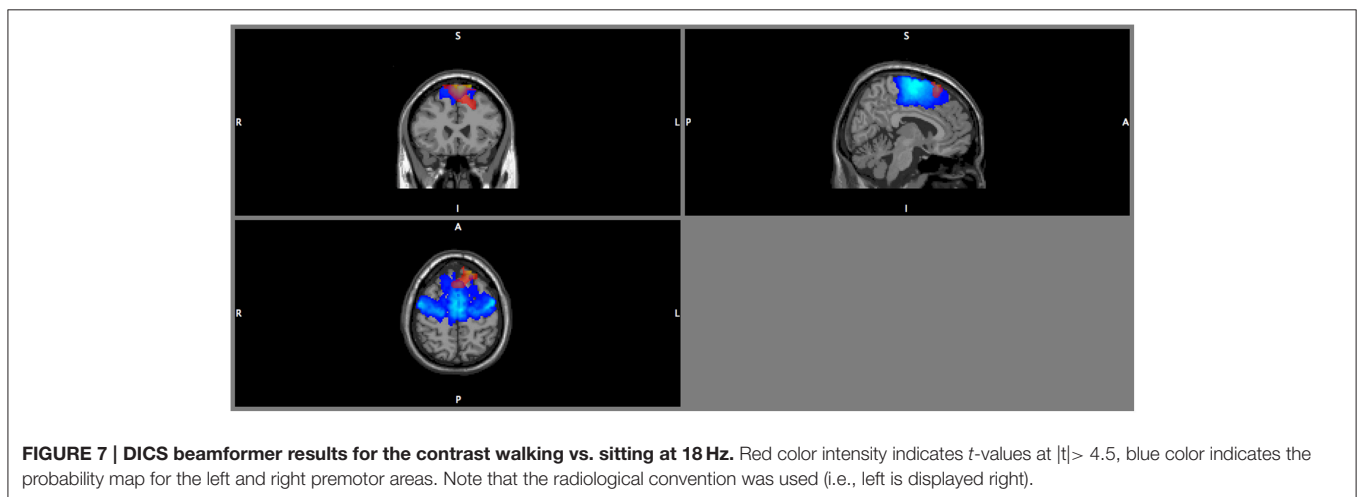 S
S
R
L
P
A
I
I
A
R
L
P
FIGURE 7 | DICS beamformer results for the contrast walking vs. sitting at 18 Hz. Red color intensity indicates t-values at |t|> 4.5, blue color indicates the
probability map for the left and right premotor areas. Note that the radiological convention was used (i.e., left is displayed right).